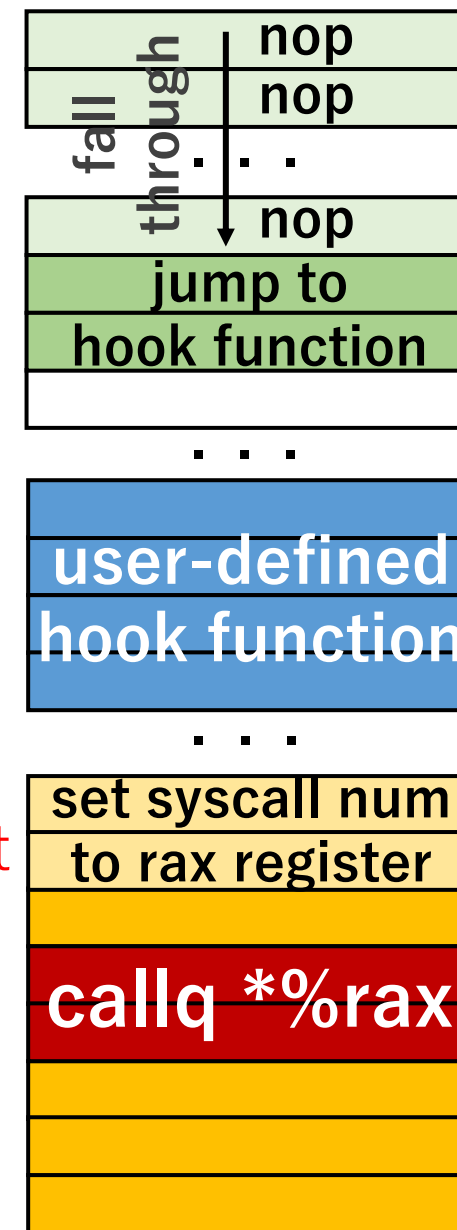 nop
nop
fall
through
. . .
nop
jump to
hook function
. . .
user-defined
hook function
. . .
set syscall num
t
to rax register
callq *%rax